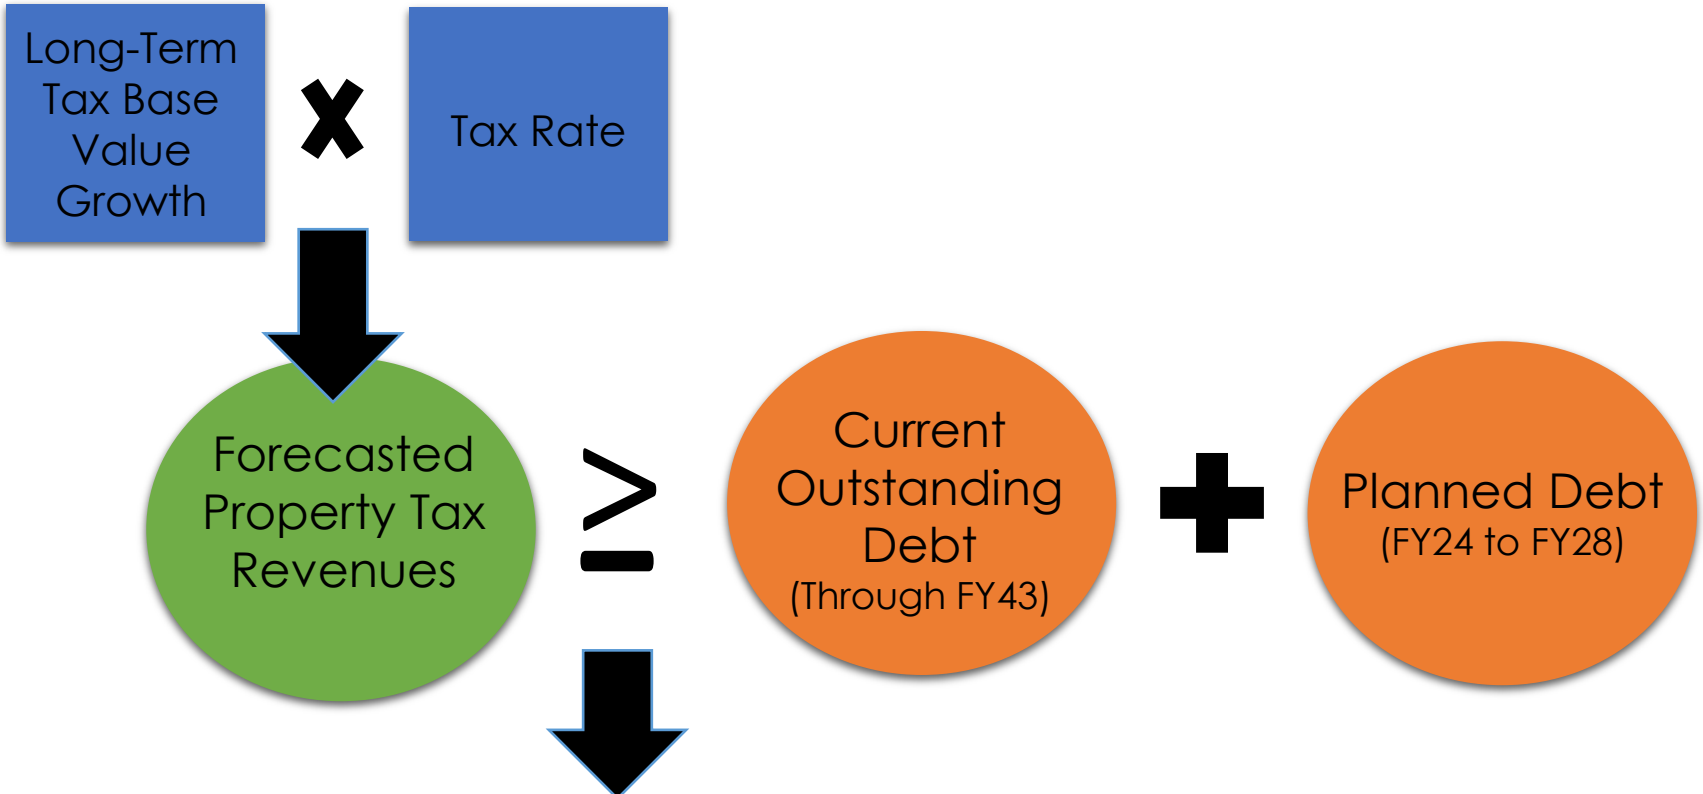 Long-Term
Tax Base
Value
Growth
x
Tax Rate
Forecasted
Property Tax
Revenues
≥
Current
Outstanding
Debt
(Through FY43)
+
Planned Debt
(FY24 to FY28)